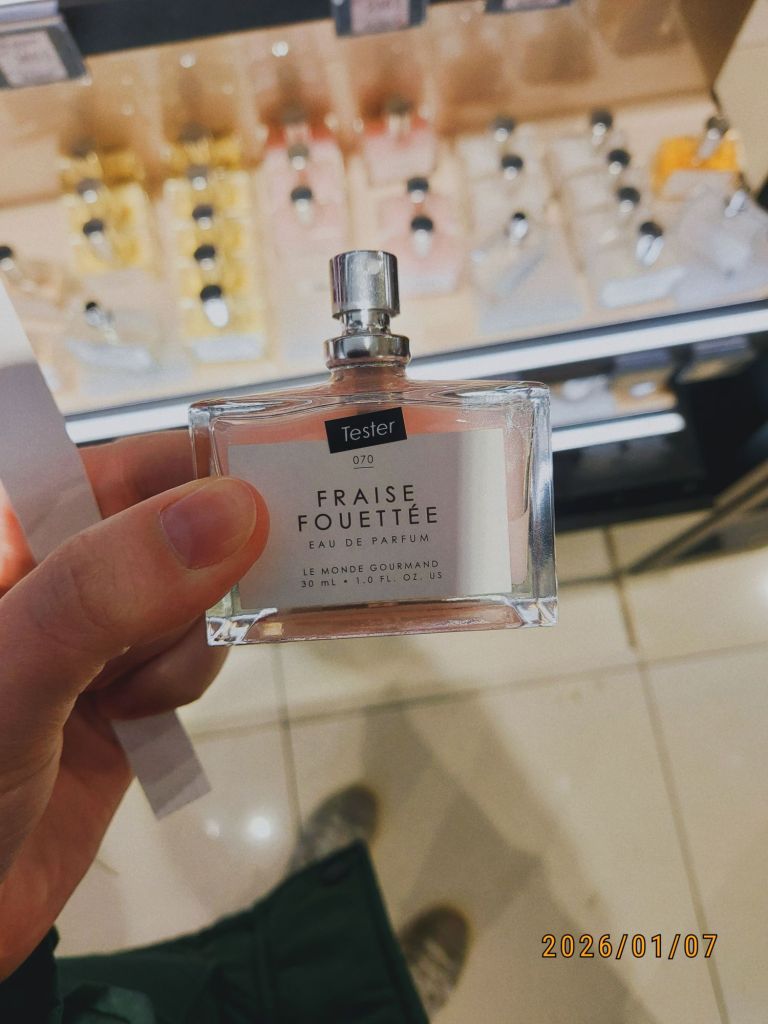 Tester
070
FRAISE
FOUETTÉE
EAU DE PARFUM
LE MONDE GOURMAND
30 mL • 1.0 FL. OZ. US
2026/01/07